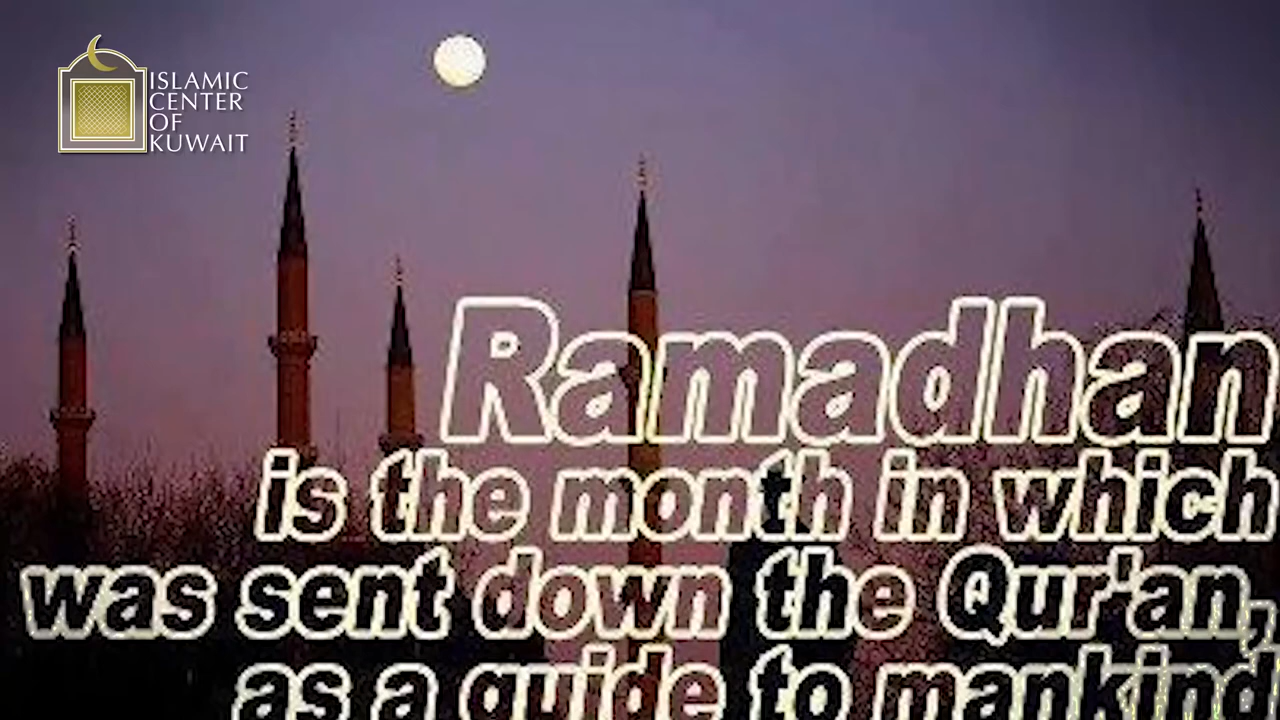 ISLAMIC
CENTER
OF
KUWAIT
Ramadhan
is the month in which
was sent down the Qur'an,
as a guide to mankind